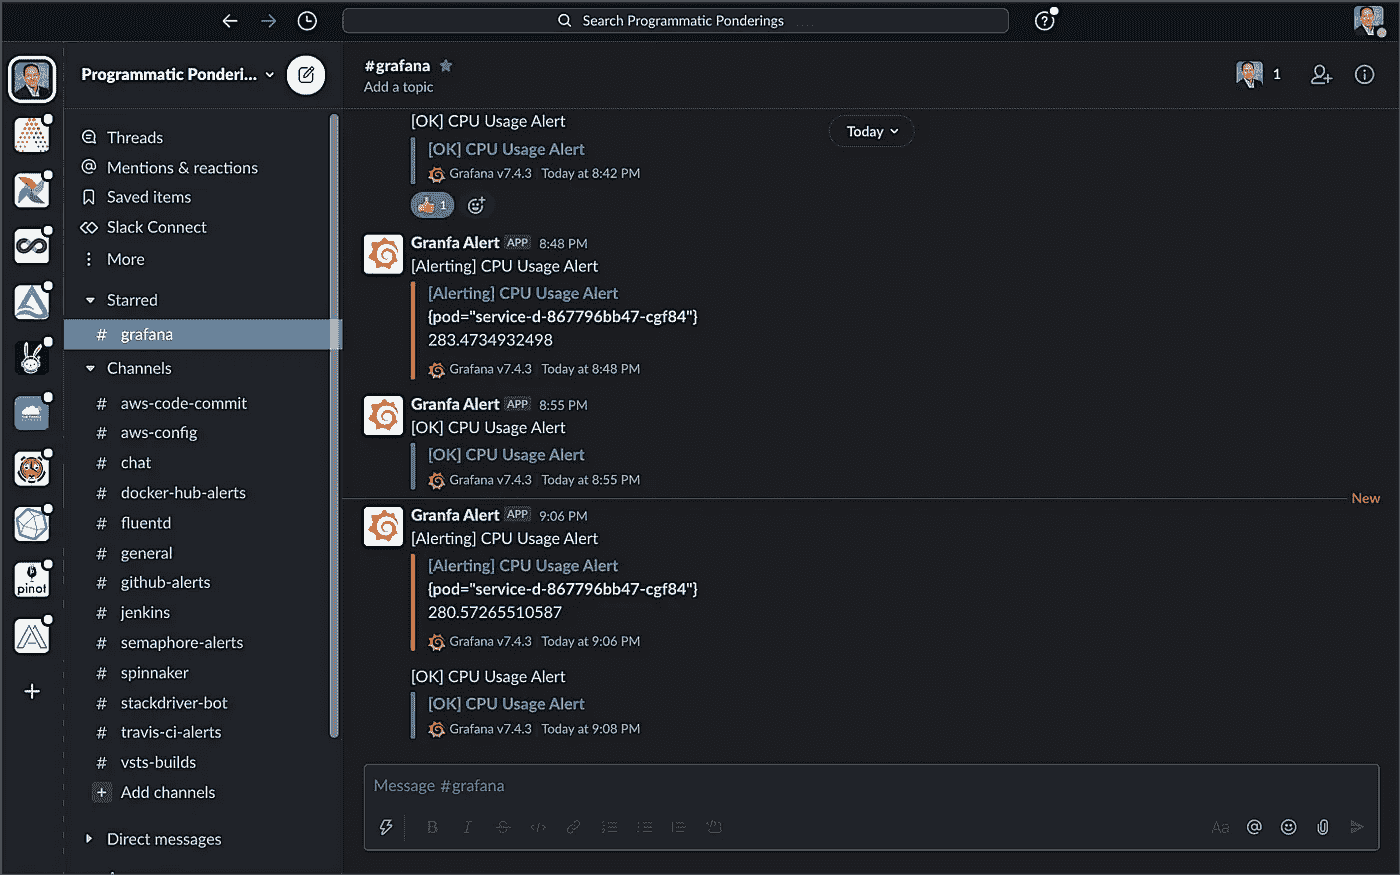 Search Programmatic Ponderings
Programmatic Ponderi...
Threads
Mentions & reactions
Saved items
Slack Connect
More
Starred
# grafana
Channels
# aws-code-commit
# aws-config
# chat
# docker-hub-alerts
# fluentd
# general
# github-alerts
# jenkins
# semaphore-alerts
# spinnaker
# stackdriver-bot
# travis-ci-alerts
# vsts-builds
+ Add channels
Direct messages
pinot
#grafana
Add a topic
1
Today
[OK] CPU Usage Alert
[OK] CPU Usage Alert
Grafana v7.4.3 Today at 8:42 PM
1
Granfa Alert APP 8:48 PM
[Alerting] CPU Usage Alert
[Alerting] CPU Usage Alert
{pod="service-d-867796bb47-cgf84"}
283.4734932498
Grafana v7.4.3 Today at 8:48 PM
Granfa Alert APP 8:55 PM
[OK] CPU Usage Alert
[OK] CPU Usage Alert
Grafana v7.4.3 Today at 8:55 PM
New
Granfa Alert APP 9:06 PM
[Alerting] CPU Usage Alert
[Alerting] CPU Usage Alert
{pod="service-d-867796bb47-cgf84"}
280.57265510587
Grafana v7.4.3 Today at 9:06 PM
[OK] CPU Usage Alert
[OK] CPU Usage Alert
Grafana v7.4.3 Today at 9:08 PM
Message #grafana
B I S </> Aa @